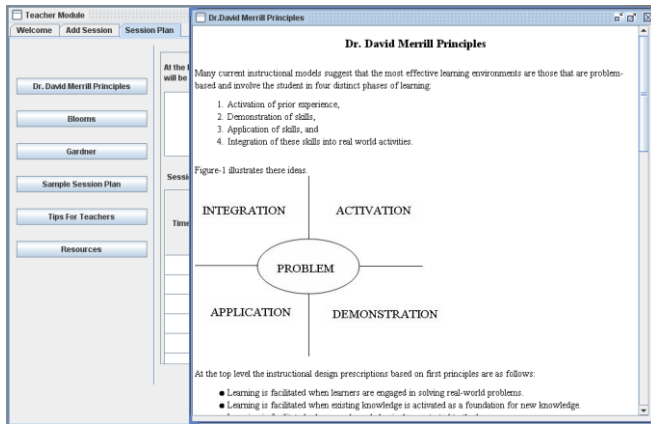 Teacher Module
Welcome Add Session Session Plan
Dr. David Merrill Principles
Blooms
Gardner
Sample Session Plan
Tips For Teachers
Resources
At the
will be
Sessi
Time
Dr.David Merrill Principles
Dr. David Merrill Principles
Many current instructional models suggest that the most effective learning environments are those that are problem-
based and involve the student in four distinct phases of learning:
1. Activation of prior experience,
2. Demonstration of skills,
3. Application of skills, and
4. Integration of these skills into real world activities.
Figure-1 illustrates these ideas.
INTEGRATION ACTIVATION
PROBLEM
APPLICATION DEMONSTRATION
At the top level the instructional design prescriptions based on first principles are as follows:
● Learning is facilitated when learners are engaged in solving real-world problems.
● Learning is facilitated when existing knowledge is activated as a foundation for new knowledge.